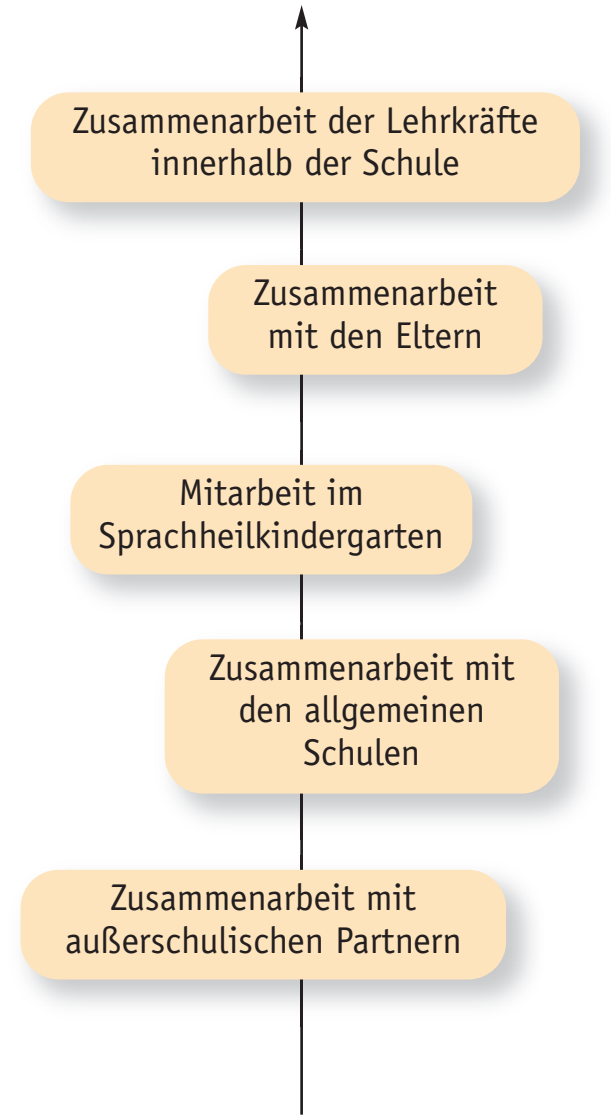 Zusammenarbeit der Lehrkräfte
innerhalb der Schule
Zusammenarbeit
mit den Eltern
Mitarbeit im
Sprachheilkindergarten
Zusammenarbeit mit
den allgemeinen
Schulen
Zusammenarbeit mit
außerschulischen Partnern